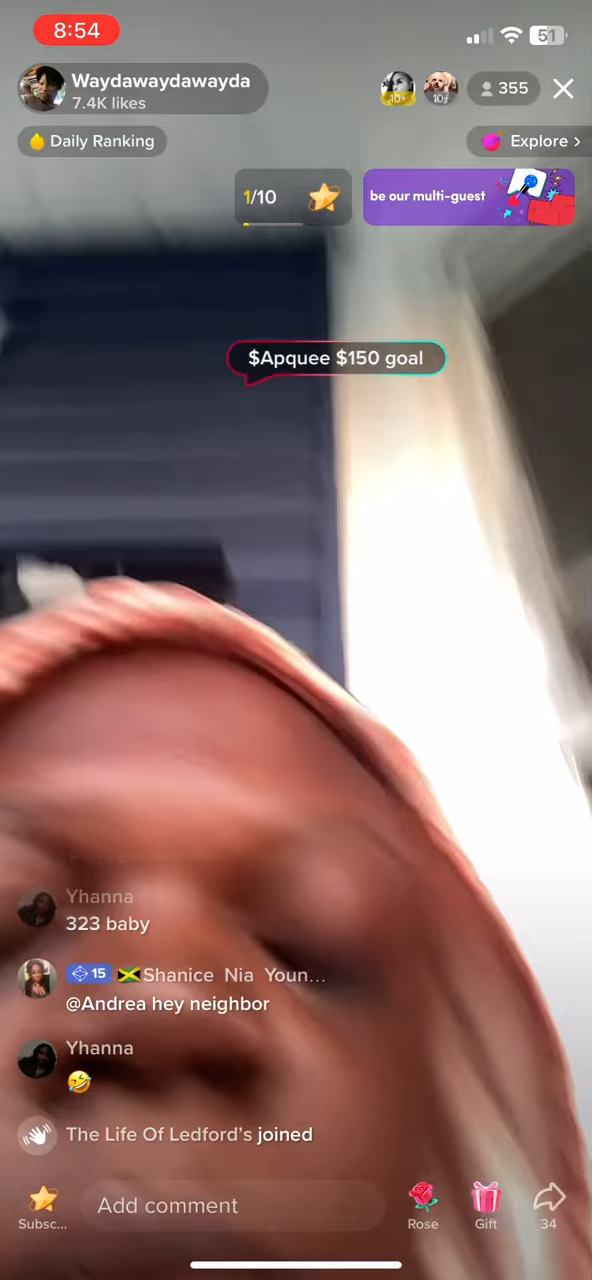 8:54
51
Waydawaydawayda
7.4K likes
10+
355
Daily Ranking
Explore >
1/10
be our multi-guest
$Apquee $150 goal
Yhanna
323 baby
15
Shanice Nia Youn...
@Andrea hey neighbor
Yhanna
The Life Of Ledford's joined
Subsc...
Add comment
Rose
Gift
34